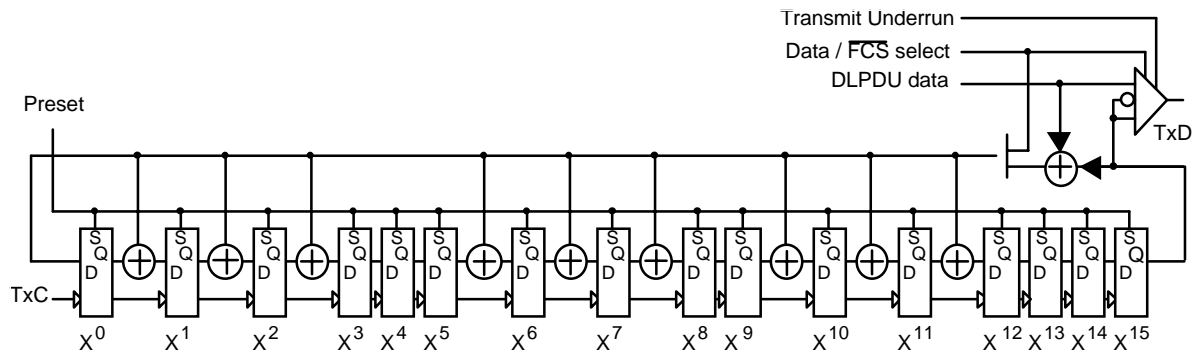 Transmit Underrun
Data / FCS select
DLPDU data
Preset
TxD
S S S S S S S S S S S S S S S S
Q Q Q Q Q Q Q Q Q Q Q Q Q Q Q Q
D D D D D D D D D D D D D D D D
TxC
X0 X1 X2 X3 X4 X5 X6 X7 X8 X9 X10 X11 X12 X13 X14 X15